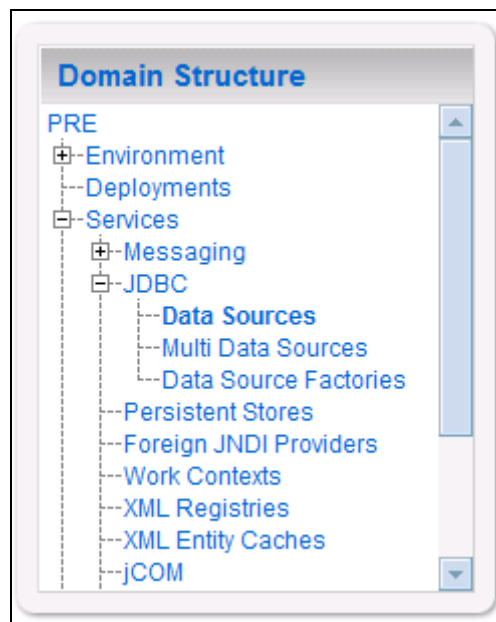 Domain Structure
PRE
Environment
Deployments
Services
Messaging
JDBC
Data Sources
Multi Data Sources
Data Source Factories
Persistent Stores
Foreign JNDI Providers
Work Contexts
XML Registries
XML Entity Caches
jCOM